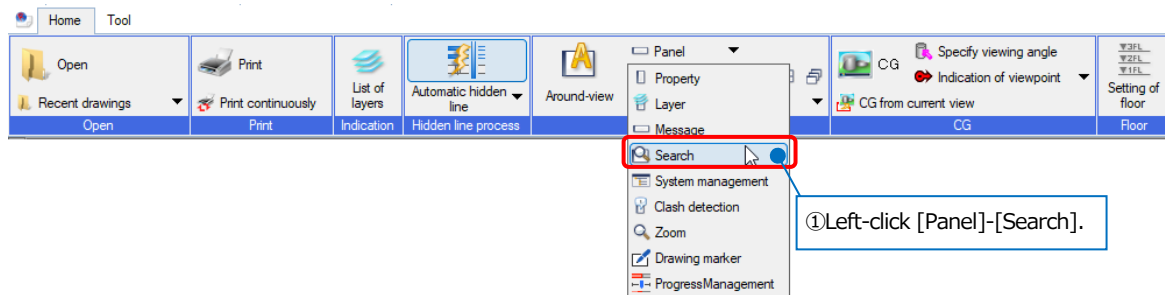 Home Tool
Open
Recent drawings
Open
Print
Print continuously
Print
List of
layers
Indication
Automatic hidden
line
Hidden line process
Around-view
Panel
Property
Layer
Message
Search
System management
Clash detection
Zoom
Drawing marker
ProgressManagement
CG
Specify viewing angle
Indication of viewpoint
CG from current view
CG
▼3FL
▼2FL
▼1FL
Setting of
floor
Floor
①Left-click [Panel]-[Search].